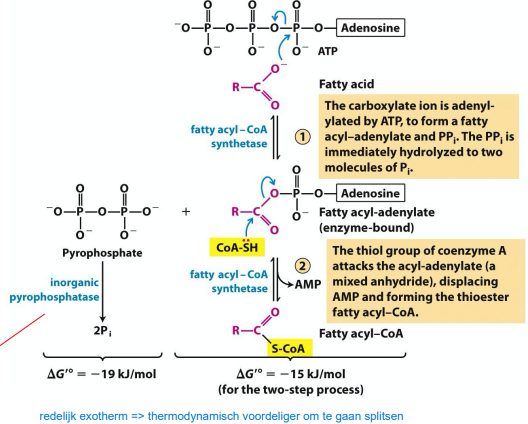 O O O
⁻O–P–O–P–O–P–O–Adenosine
O⁻ O⁻ O⁻ ATP
O⁻
R–C
O
Fatty acid
fatty acyl–CoA
synthetase
1
The carboxylate ion is adenyl-
ylated by ATP, to form a fatty
acyl–adenylate and PPᵢ. The PPᵢ is
immediately hydrolyzed to two
molecules of Pᵢ.
O O
⁻O–P–O–P–O⁻
O⁻ O⁻
Pyrophosphate
+
O
O–P–O–Adenosine
R–C O⁻
O
Fatty acyl-adenylate
(enzyme-bound)
CoA-S̈H
inorganic
pyrophosphatase
2Pᵢ
fatty acyl–CoA
synthetase
2
AMP
The thiol group of coenzyme A
attacks the acyl-adenylate (a
mixed anhydride), displacing
AMP and forming the thioester
fatty acyl–CoA.
O
R–C
S-CoA
Fatty acyl–CoA
ΔG′° = −19 kJ/mol
ΔG′° = −15 kJ/mol
(for the two-step process)
redelijk exotherm => thermodynamisch voordeliger om te gaan splitsen